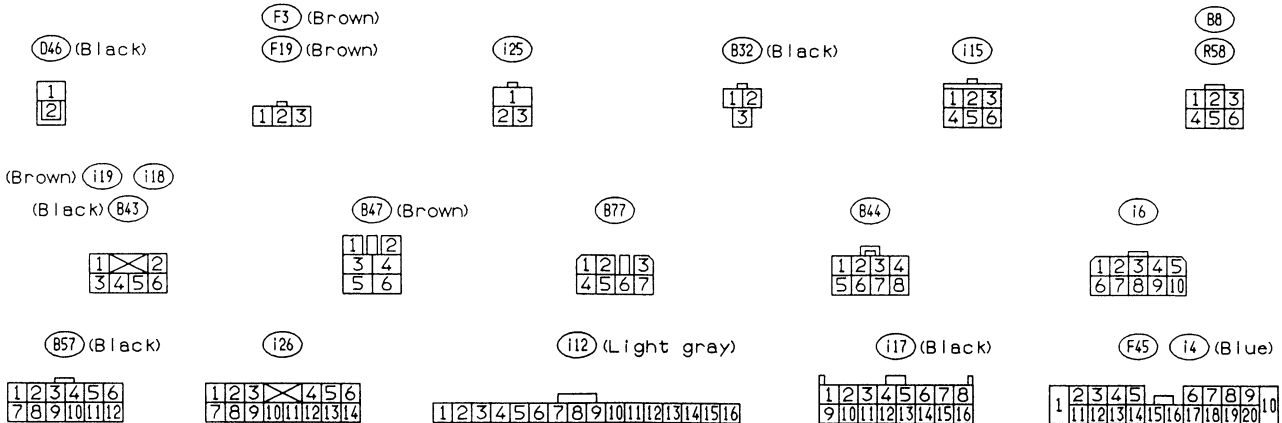 F3 (Brown)
B8
D46 (Black) F19 (Brown) i25 B32 (Black) i15 R58
1
2
1 2 3
1
2 3
1 2
3
1 2 3
4 5 6
1 2 3
4 5 6
(Brown) i19 i18
(Black) B43 B47 (Brown) B77 B44 i6
1 2
3 4 5 6
1 2
3 4
5 6
1 2 3
4 5 6 7
1 2 3 4
5 6 7 8
1 2 3 4 5
6 7 8 9 10
B57 (Black) i26 i12 (Light gray) i17 (Black) F45 i4 (Blue)
1 2 3 4 5 6
7 8 9 10 11 12
1 2 3 4 5 6
7 8 9 10 11 12 13 14
1 2 3 4 5 6 7 8 9 10 11 12 13 14 15 16
1 2 3 4 5 6 7 8
9 10 11 12 13 14 15 16
1 2 3 4 5 6 7 8 9 10
11 12 13 14 15 16 17 18 19 20